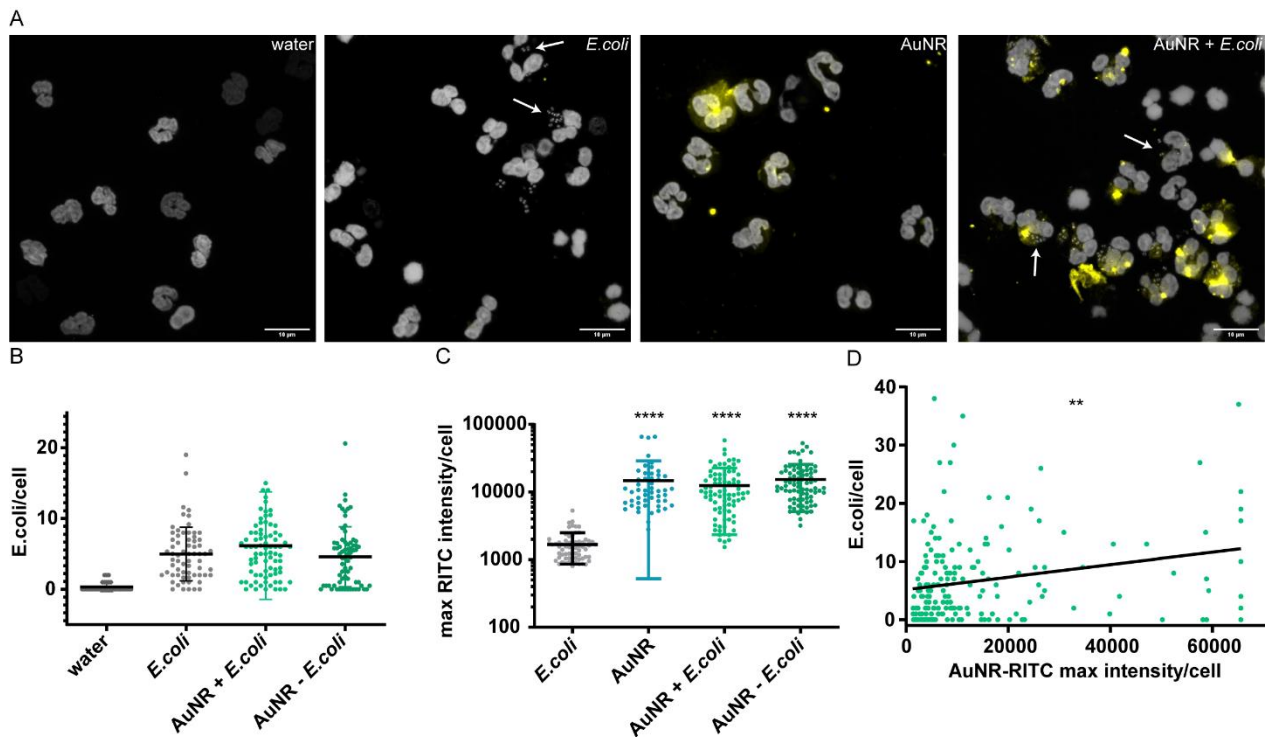 A
water
E.coli
AuNR
AuNR + E.coli
10 µm
10 µm
10 µm
10 µm
B
C
D
E.coli/cell
20
10
0
water
E.coli
AuNR + E.coli
AuNR - E.coli
max RITC intensity/cell
100000
10000
1000
100
****
****
****
E.coli
AuNR
AuNR + E.coli
AuNR - E.coli
E.coli/cell
40
30
20
10
0
**
0
20000
40000
60000
AuNR-RITC max intensity/cell